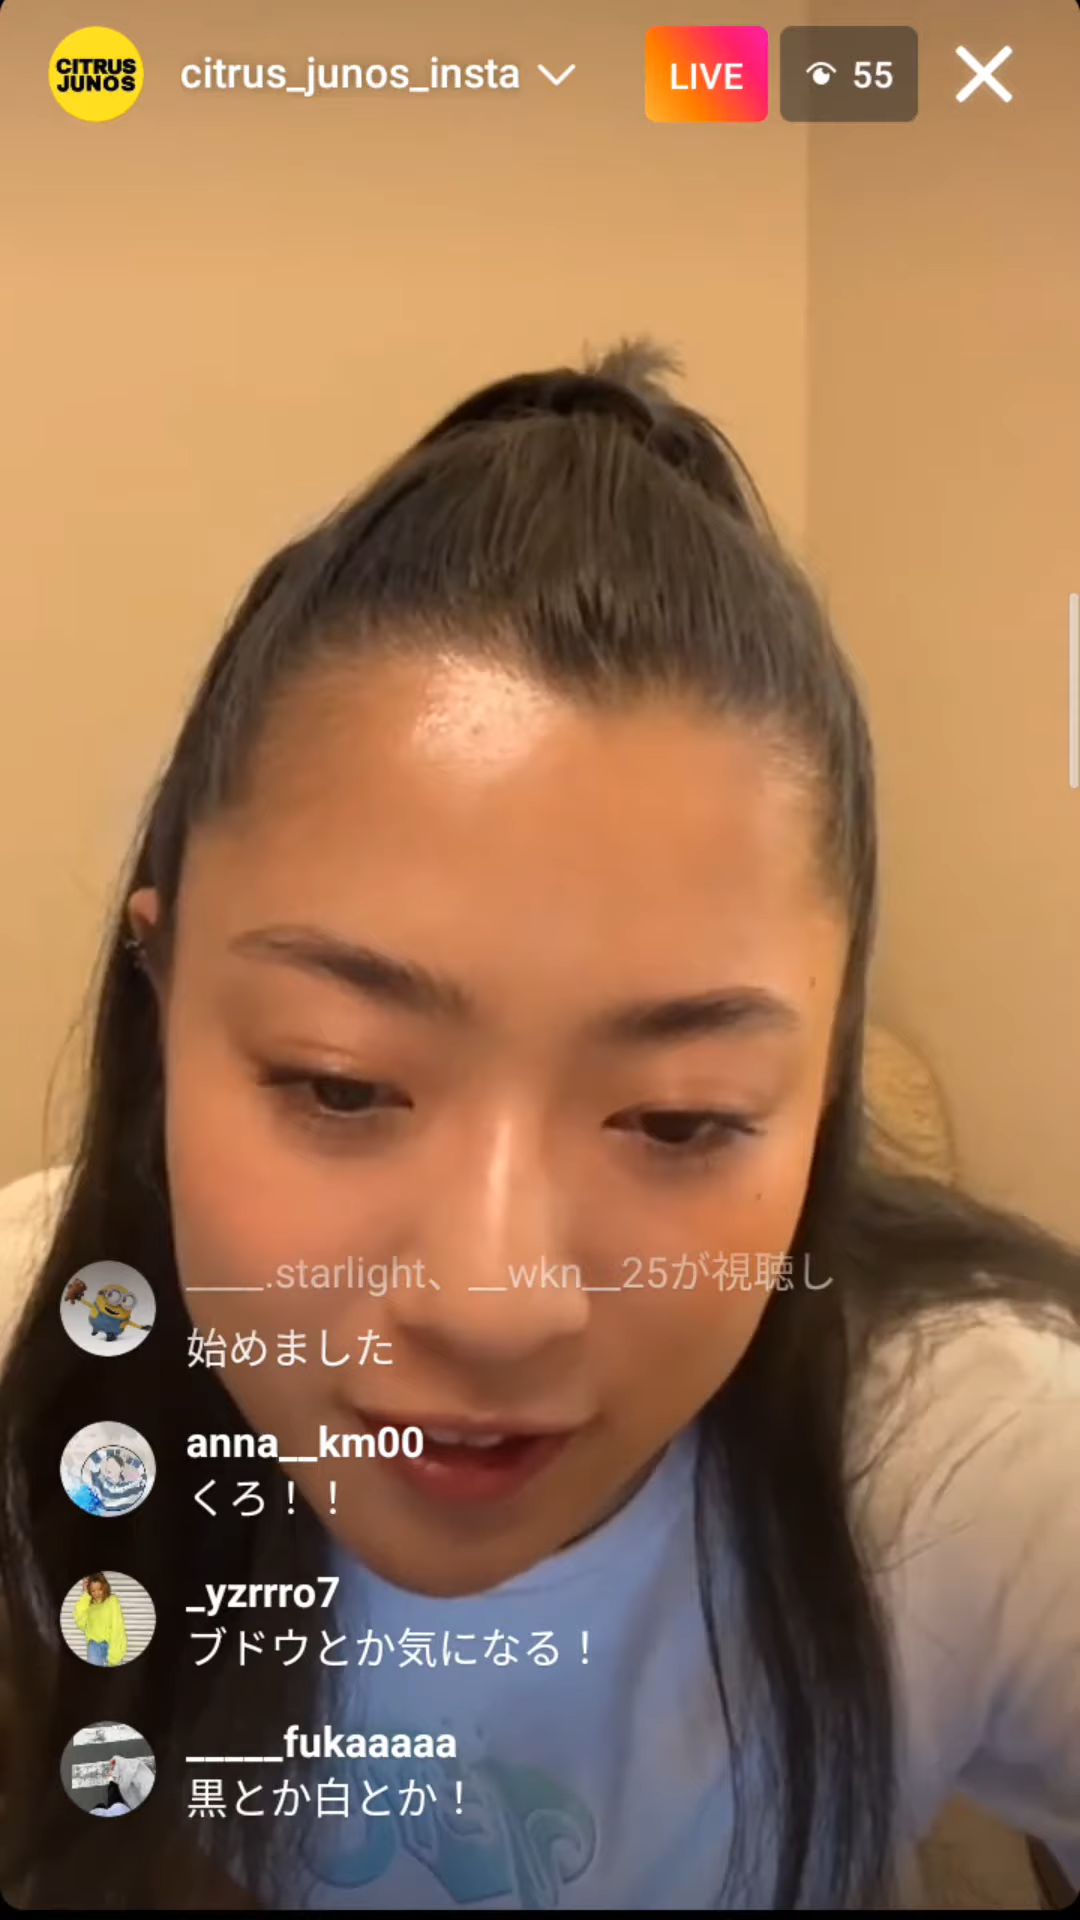 CITRUS
JUNOS
citrus_junos_insta
LIVE
55
____.starlight、__wkn__25が視聴し
始めました
anna__km00
くろ！！
_yzrrro7
ブドウとか気になる！
_____fukaaaaa
黒とか白とか！